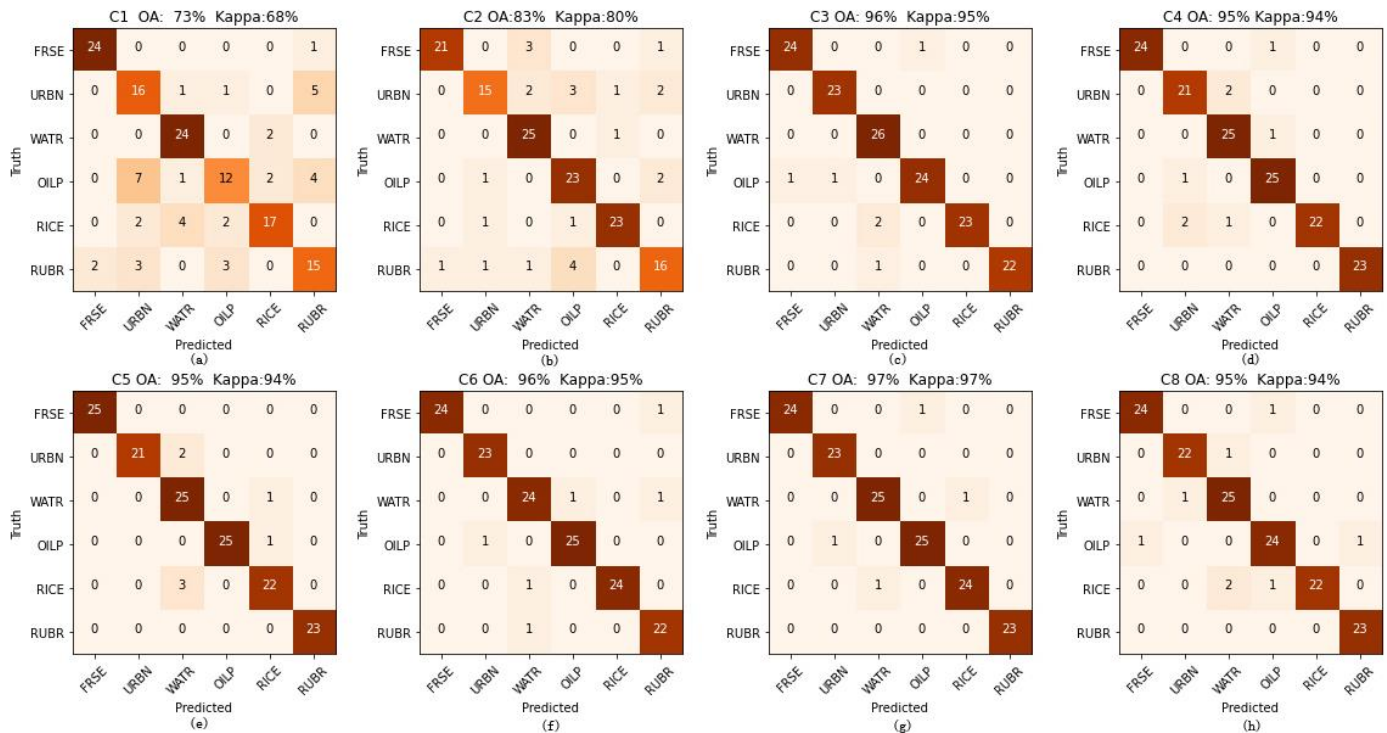 C1 OA: 73% Kappa:68%
Truth
FRSE 24 0 0 0 0 1
URBN 0 16 1 1 0 5
WATR 0 0 24 0 2 0
OILP 0 7 1 12 2 4
RICE 0 2 4 2 17 0
RUBR 2 3 0 3 0 15
FRSE URBN WATR OILP RICE RUBR
Predicted
(a)
C2 OA:83% Kappa:80%
Truth
FRSE 21 0 3 0 0 1
URBN 0 15 2 3 1 2
WATR 0 0 25 0 1 0
OILP 0 1 0 23 0 2
RICE 0 1 0 1 23 0
RUBR 1 1 1 4 0 16
FRSE URBN WATR OILP RICE RUBR
Predicted
(b)
C3 OA: 96% Kappa:95%
Truth
FRSE 24 0 0 1 0 0
URBN 0 23 0 0 0 0
WATR 0 0 26 0 0 0
OILP 1 1 0 24 0 0
RICE 0 0 2 0 23 0
RUBR 0 0 1 0 0 22
FRSE URBN WATR OILP RICE RUBR
Predicted
(c)
C4 OA: 95% Kappa:94%
Truth
FRSE 24 0 0 1 0 0
URBN 0 21 2 0 0 0
WATR 0 0 25 1 0 0
OILP 0 1 0 25 0 0
RICE 0 2 1 0 22 0
RUBR 0 0 0 0 0 23
FRSE URBN WATR OILP RICE RUBR
Predicted
(d)
C5 OA: 95% Kappa:94%
Truth
FRSE 25 0 0 0 0 0
URBN 0 21 2 0 0 0
WATR 0 0 25 0 1 0
OILP 0 0 0 25 1 0
RICE 0 0 3 0 22 0
RUBR 0 0 0 0 0 23
FRSE URBN WATR OILP RICE RUBR
Predicted
(e)
C6 OA: 96% Kappa:95%
Truth
FRSE 24 0 0 0 0 1
URBN 0 23 0 0 0 0
WATR 0 0 24 1 0 1
OILP 0 1 0 25 0 0
RICE 0 0 1 0 24 0
RUBR 0 0 1 0 0 22
FRSE URBN WATR OILP RICE RUBR
Predicted
(f)
C7 OA: 97% Kappa:97%
Truth
FRSE 24 0 0 1 0 0
URBN 0 23 0 0 0 0
WATR 0 0 25 0 1 0
OILP 0 1 0 25 0 0
RICE 0 0 1 0 24 0
RUBR 0 0 0 0 0 23
FRSE URBN WATR OILP RICE RUBR
Predicted
(g)
C8 OA: 95% Kappa:94%
Truth
FRSE 24 0 0 1 0 0
URBN 0 22 1 0 0 0
WATR 0 1 25 0 0 0
OILP 1 0 0 24 0 1
RICE 0 0 2 1 22 0
RUBR 0 0 0 0 0 23
FRSE URBN WATR OILP RICE RUBR
Predicted
(h)